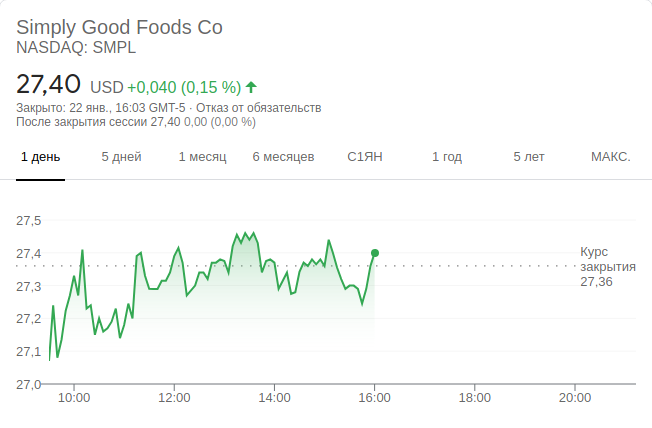 Simply Good Foods Co
NASDAQ: SMPL
27,40 USD +0,040 (0,15 %)
Закрыто: 22 янв., 16:03 GMT-5 · Отказ от обязательств
После закрытия сессии 27,40 0,00 (0,00 %)
1 день 5 дней 1 месяц 6 месяцев С1ЯН 1 год 5 лет МАКС.
27,5
27,4
27,3
27,2
27,1
27,0
Курс
закрытия
27,36
10:00 12:00 14:00 16:00 18:00 20:00